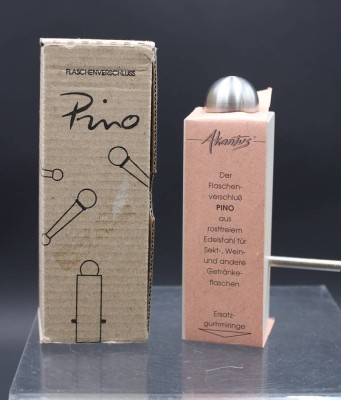 FLASCHENVERSCHLUSS
Pino
Akantus
Der
Flaschen-
verschluß
PINO
aus
rostfreiem
Edelstahl für
Sekt-, Wein-
und andere
Getränke-
flaschen.
Ersatz-
gummiringe